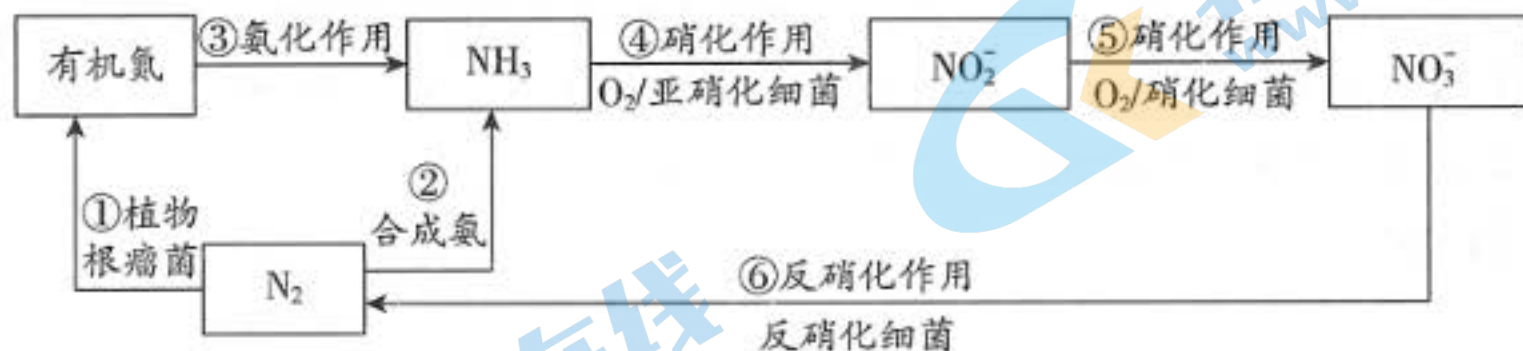 有机氮
③氨化作用
NH₃
④硝化作用
O₂/亚硝化细菌
NO₂⁻
⑤硝化作用
O₂/硝化细菌
NO₃⁻
①植物
根瘤菌
N₂
②
合成氨
⑥反硝化作用
反硝化细菌
www
线